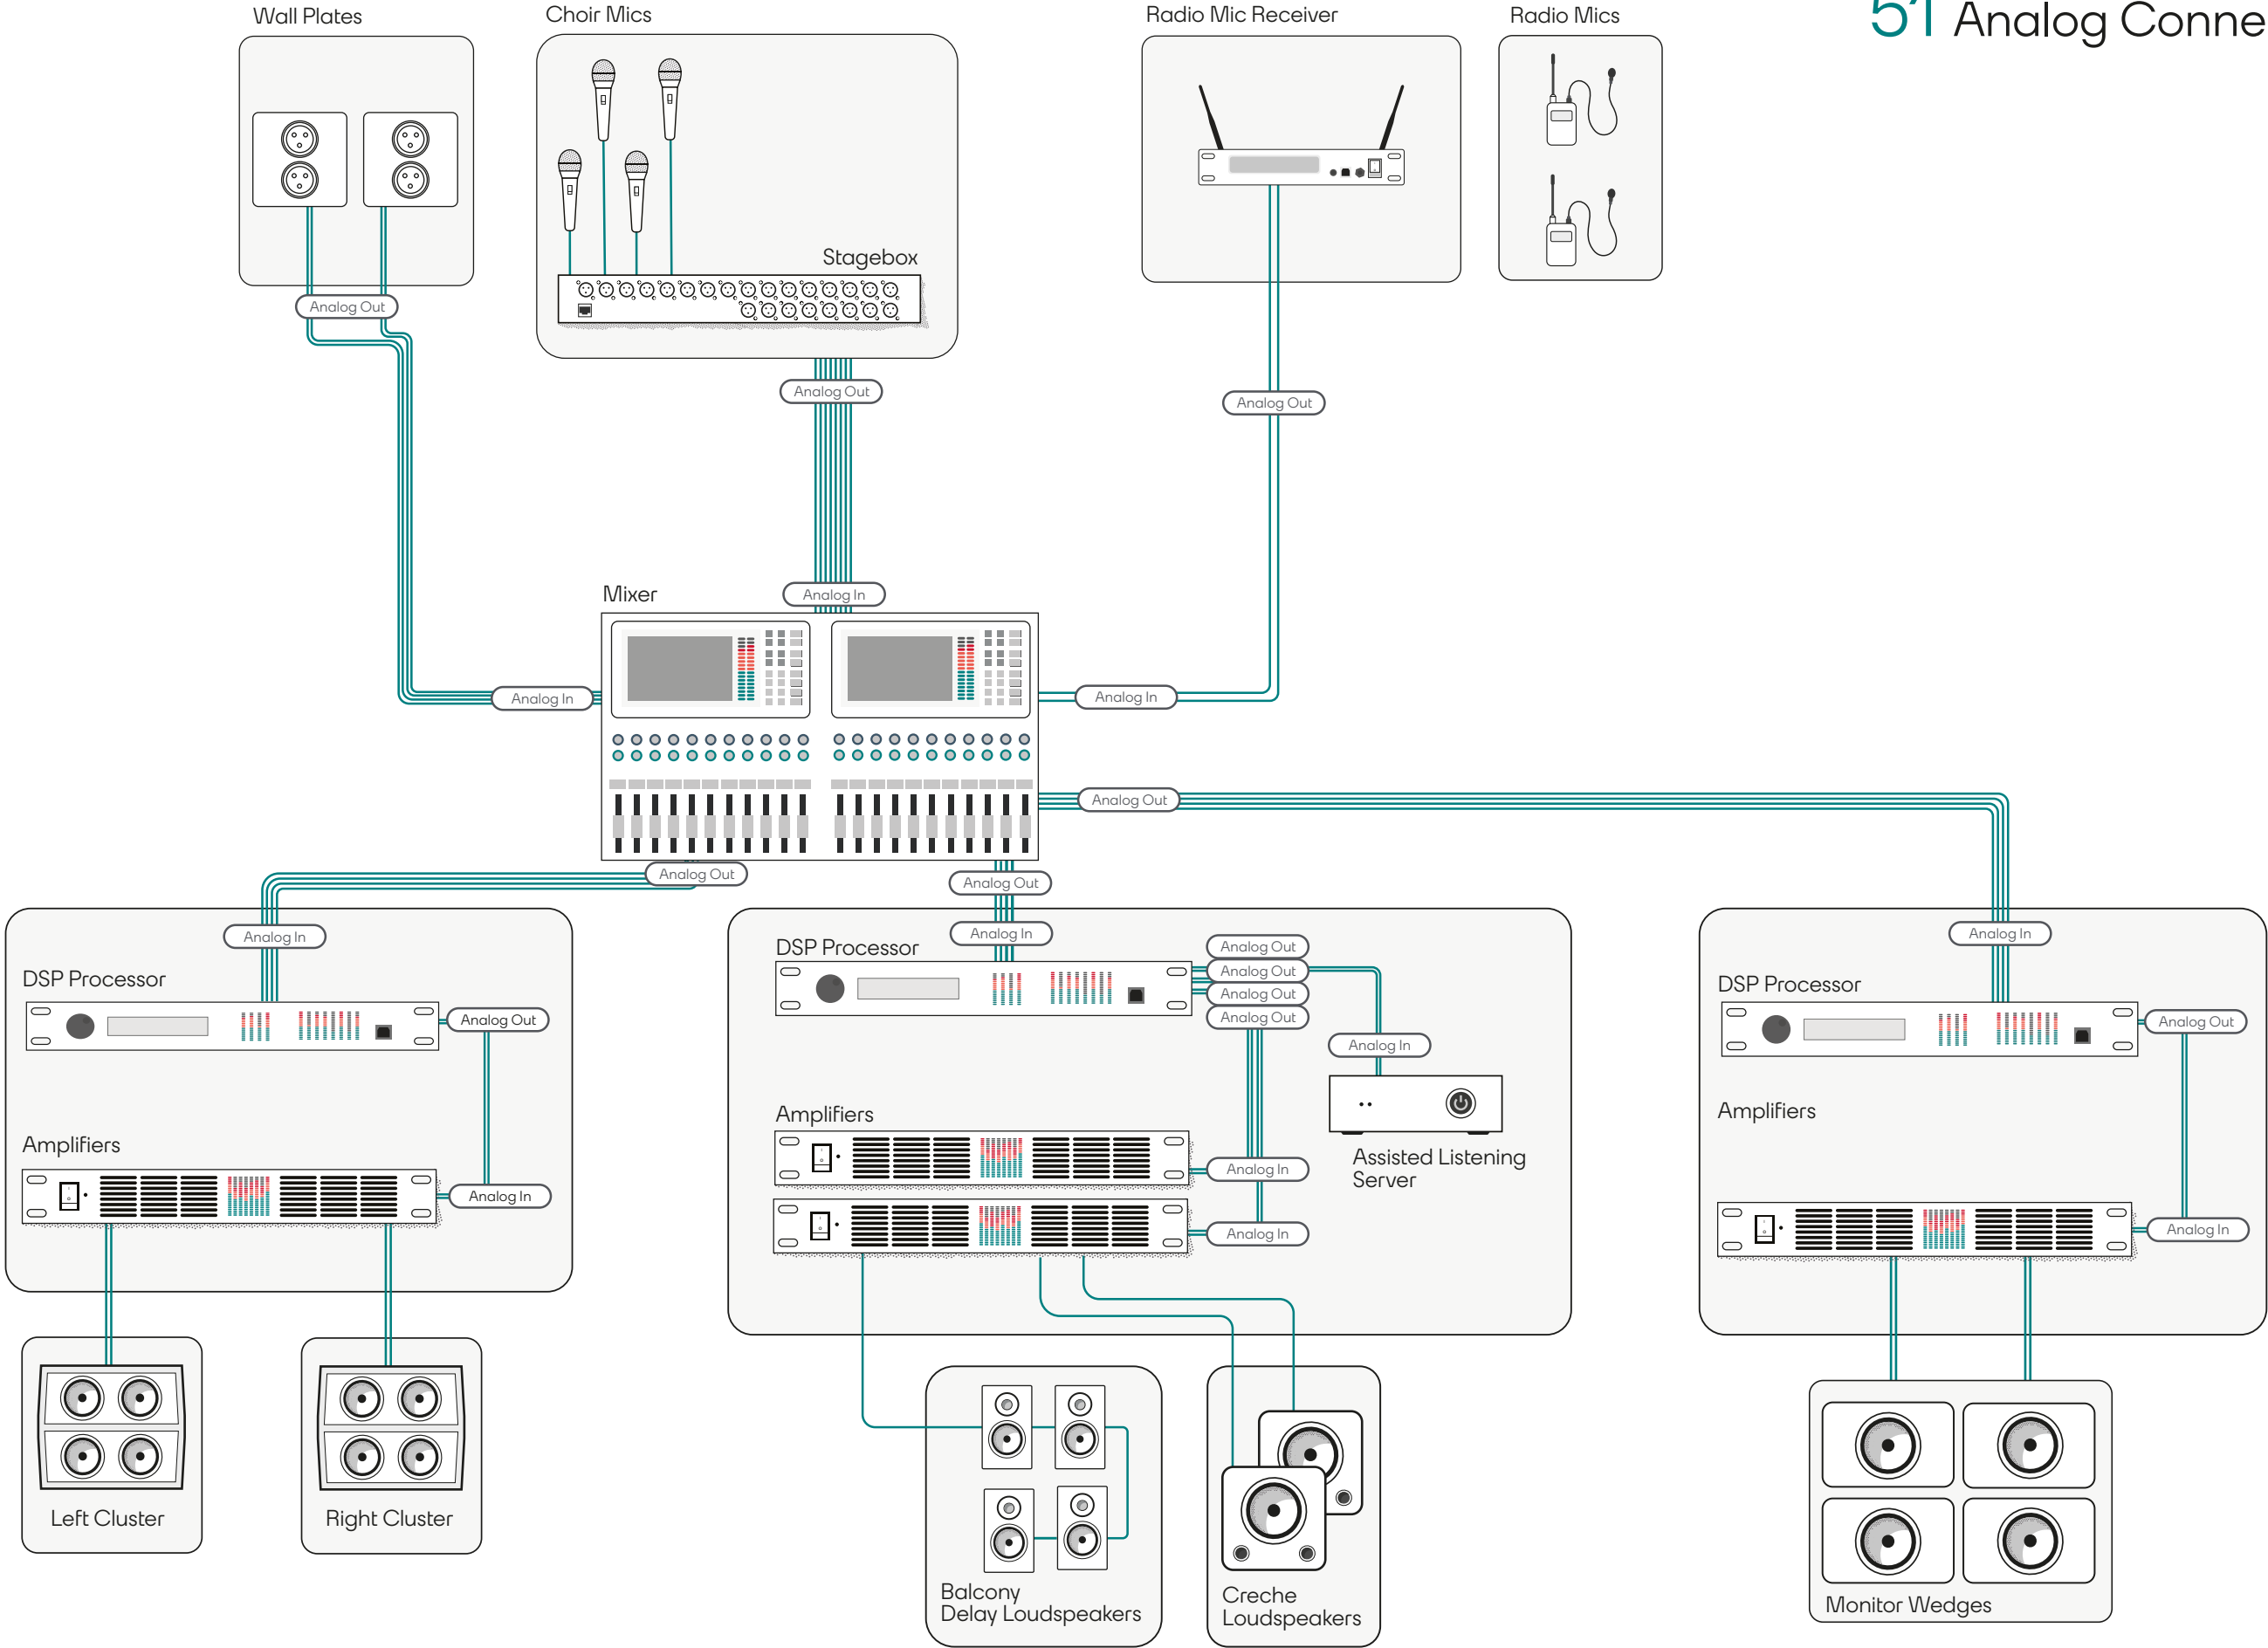 Wall Plates
Choir Mics
Radio Mic Receiver
Radio Mics
51 Analog Conne
Stagebox
Analog Out
Analog Out
Analog Out
Mixer
Analog In
Analog In
Analog In
Analog Out
Analog Out
Analog Out
Analog In
Analog In
Analog In
DSP Processor
Analog Out
Analog Out
Analog Out
Analog Out
DSP Processor
Analog Out
DSP Processor
Analog Out
Analog In
Assisted Listening
Server
Amplifiers
Analog In
Amplifiers
Analog In
Analog In
Amplifiers
Analog In
Left Cluster
Right Cluster
Balcony
Delay Loudspeakers
Creche
Loudspeakers
Monitor Wedges